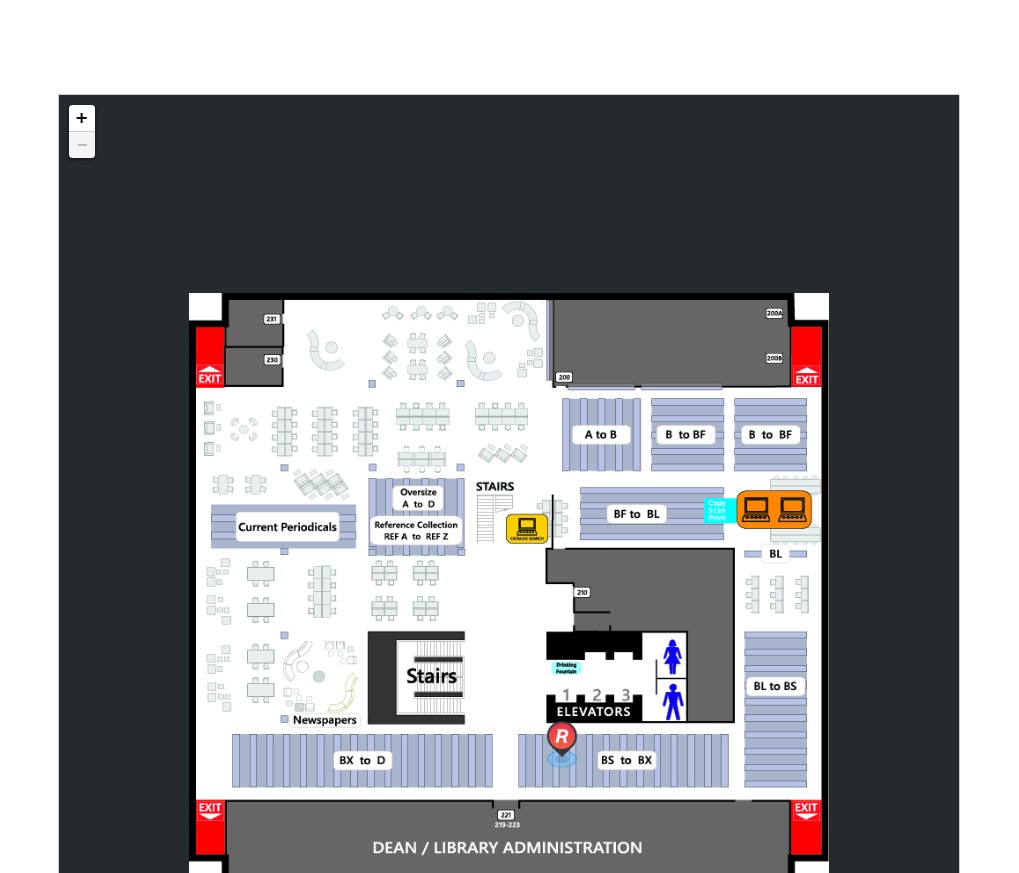 +
−
231
200A
EXIT
230
200B
EXIT
200
A to B
B to BF
B to BF
STAIRS
Oversize
A to D
Reference Collection
REF A to REF Z
Current Periodicals
CATALOG SEARCH
BF to BL
Copy
Scan
Print
BL
210
Drinking
Fountain
Stairs
1 2 3
ELEVATORS
BL to BS
Newspapers
R
BX to D
BS to BX
EXIT
221
219-223
EXIT
DEAN / LIBRARY ADMINISTRATION